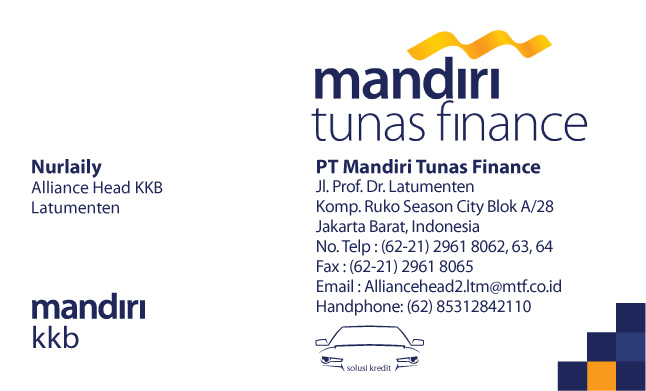 mandırı
tunas finance
Nurlaily
Alliance Head KKB
Latumenten
PT Mandiri Tunas Finance
Jl. Prof. Dr. Latumenten
Komp. Ruko Season City Blok A/28
Jakarta Barat, Indonesia
No. Telp : (62-21) 2961 8062, 63, 64
Fax : (62-21) 2961 8065
Email : Alliancehead2.ltm@mtf.co.id
Handphone: (62) 85312842110
mandırı
kkb
solusi kredit